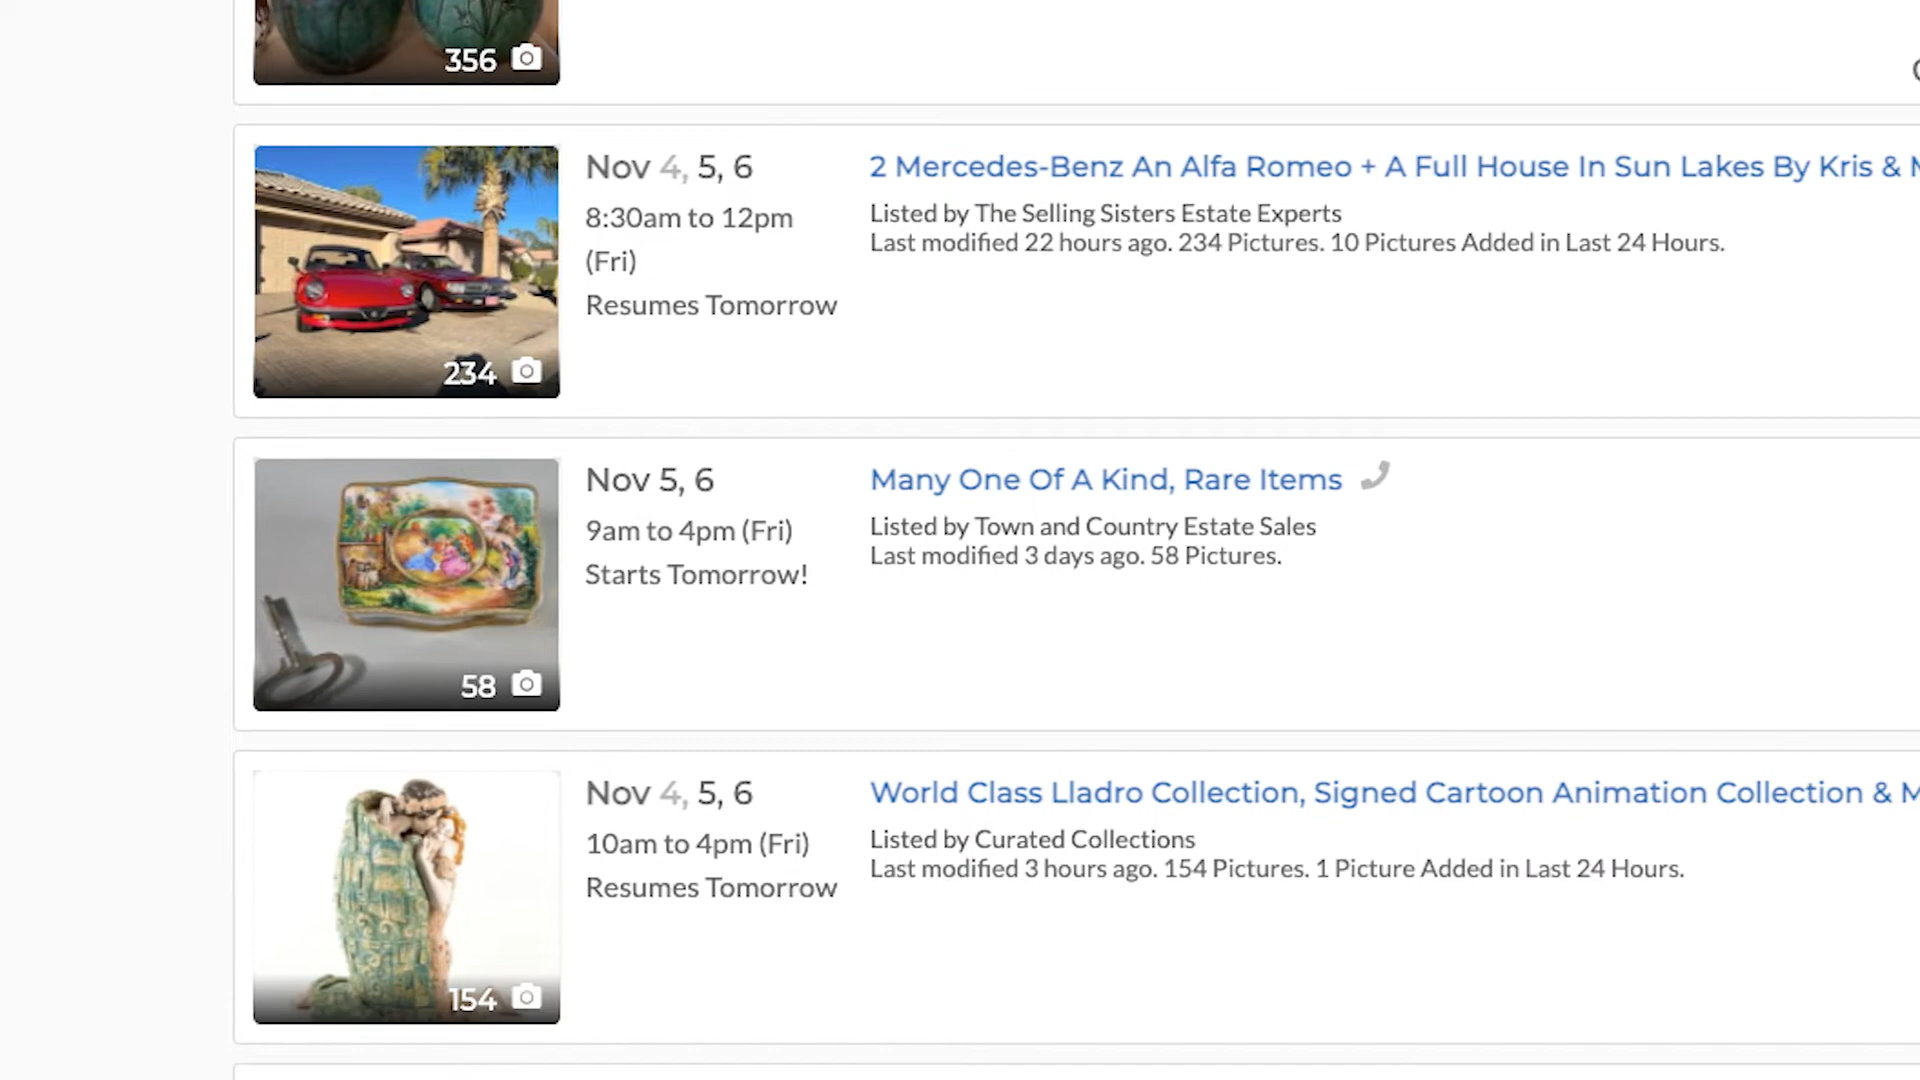 356
Nov 4, 5, 6
8:30am to 12pm
(Fri)
Resumes Tomorrow
2 Mercedes-Benz An Alfa Romeo + A Full House In Sun Lakes By Kris &
Listed by The Selling Sisters Estate Experts
Last modified 22 hours ago. 234 Pictures. 10 Pictures Added in Last 24 Hours.
234
Nov 5, 6
9am to 4pm (Fri)
Starts Tomorrow!
Many One Of A Kind, Rare Items
Listed by Town and Country Estate Sales
Last modified 3 days ago. 58 Pictures.
58
Nov 4, 5, 6
10am to 4pm (Fri)
Resumes Tomorrow
World Class Lladro Collection, Signed Cartoon Animation Collection &
Listed by Curated Collections
Last modified 3 hours ago. 154 Pictures. 1 Picture Added in Last 24 Hours.
154